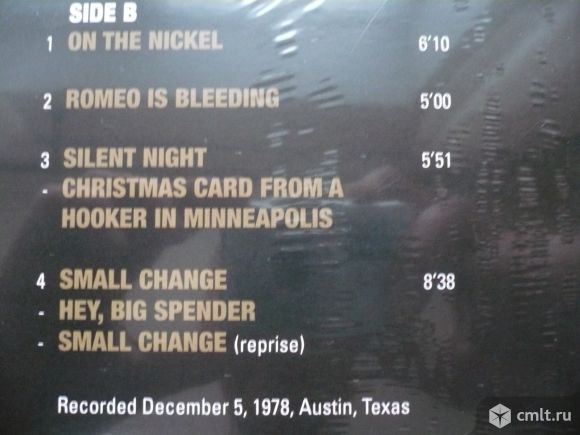 SIDE B
1 ON THE NICKEL 6'10
2 ROMEO IS BLEEDING 5'00
3 SILENT NIGHT 5'51
- CHRISTMAS CARD FROM A
HOOKER IN MINNEAPOLIS
4 SMALL CHANGE 8'38
- HEY, BIG SPENDER
- SMALL CHANGE (reprise)
Recorded December 5, 1978, Austin, Texas
cmlt.ru